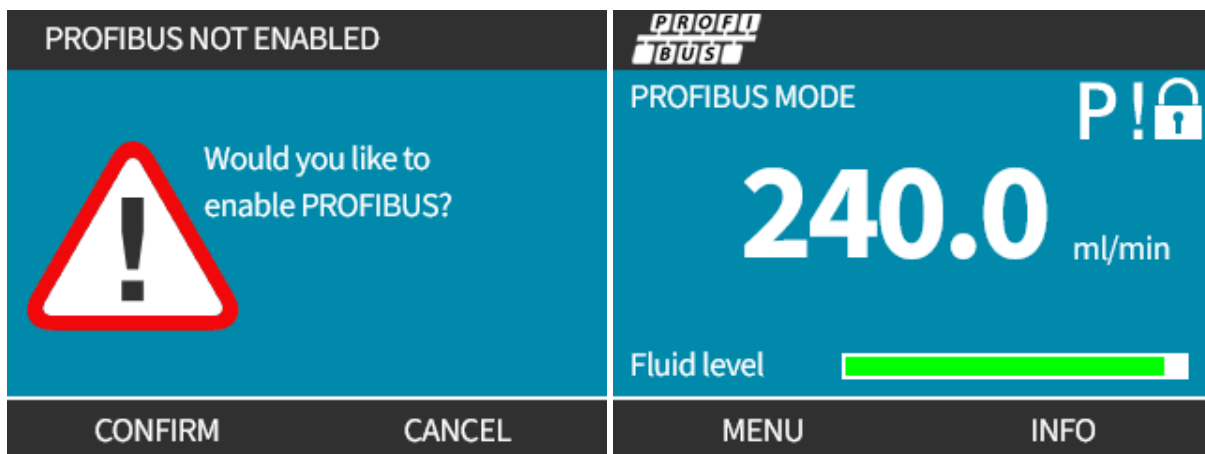 PROFIBUS NOT ENABLED
Would you like to
enable PROFIBUS?
!
CONFIRM CANCEL
PROFI
BUS
PROFIBUS MODE
P!
240.0 ml/min
Fluid level
MENU INFO